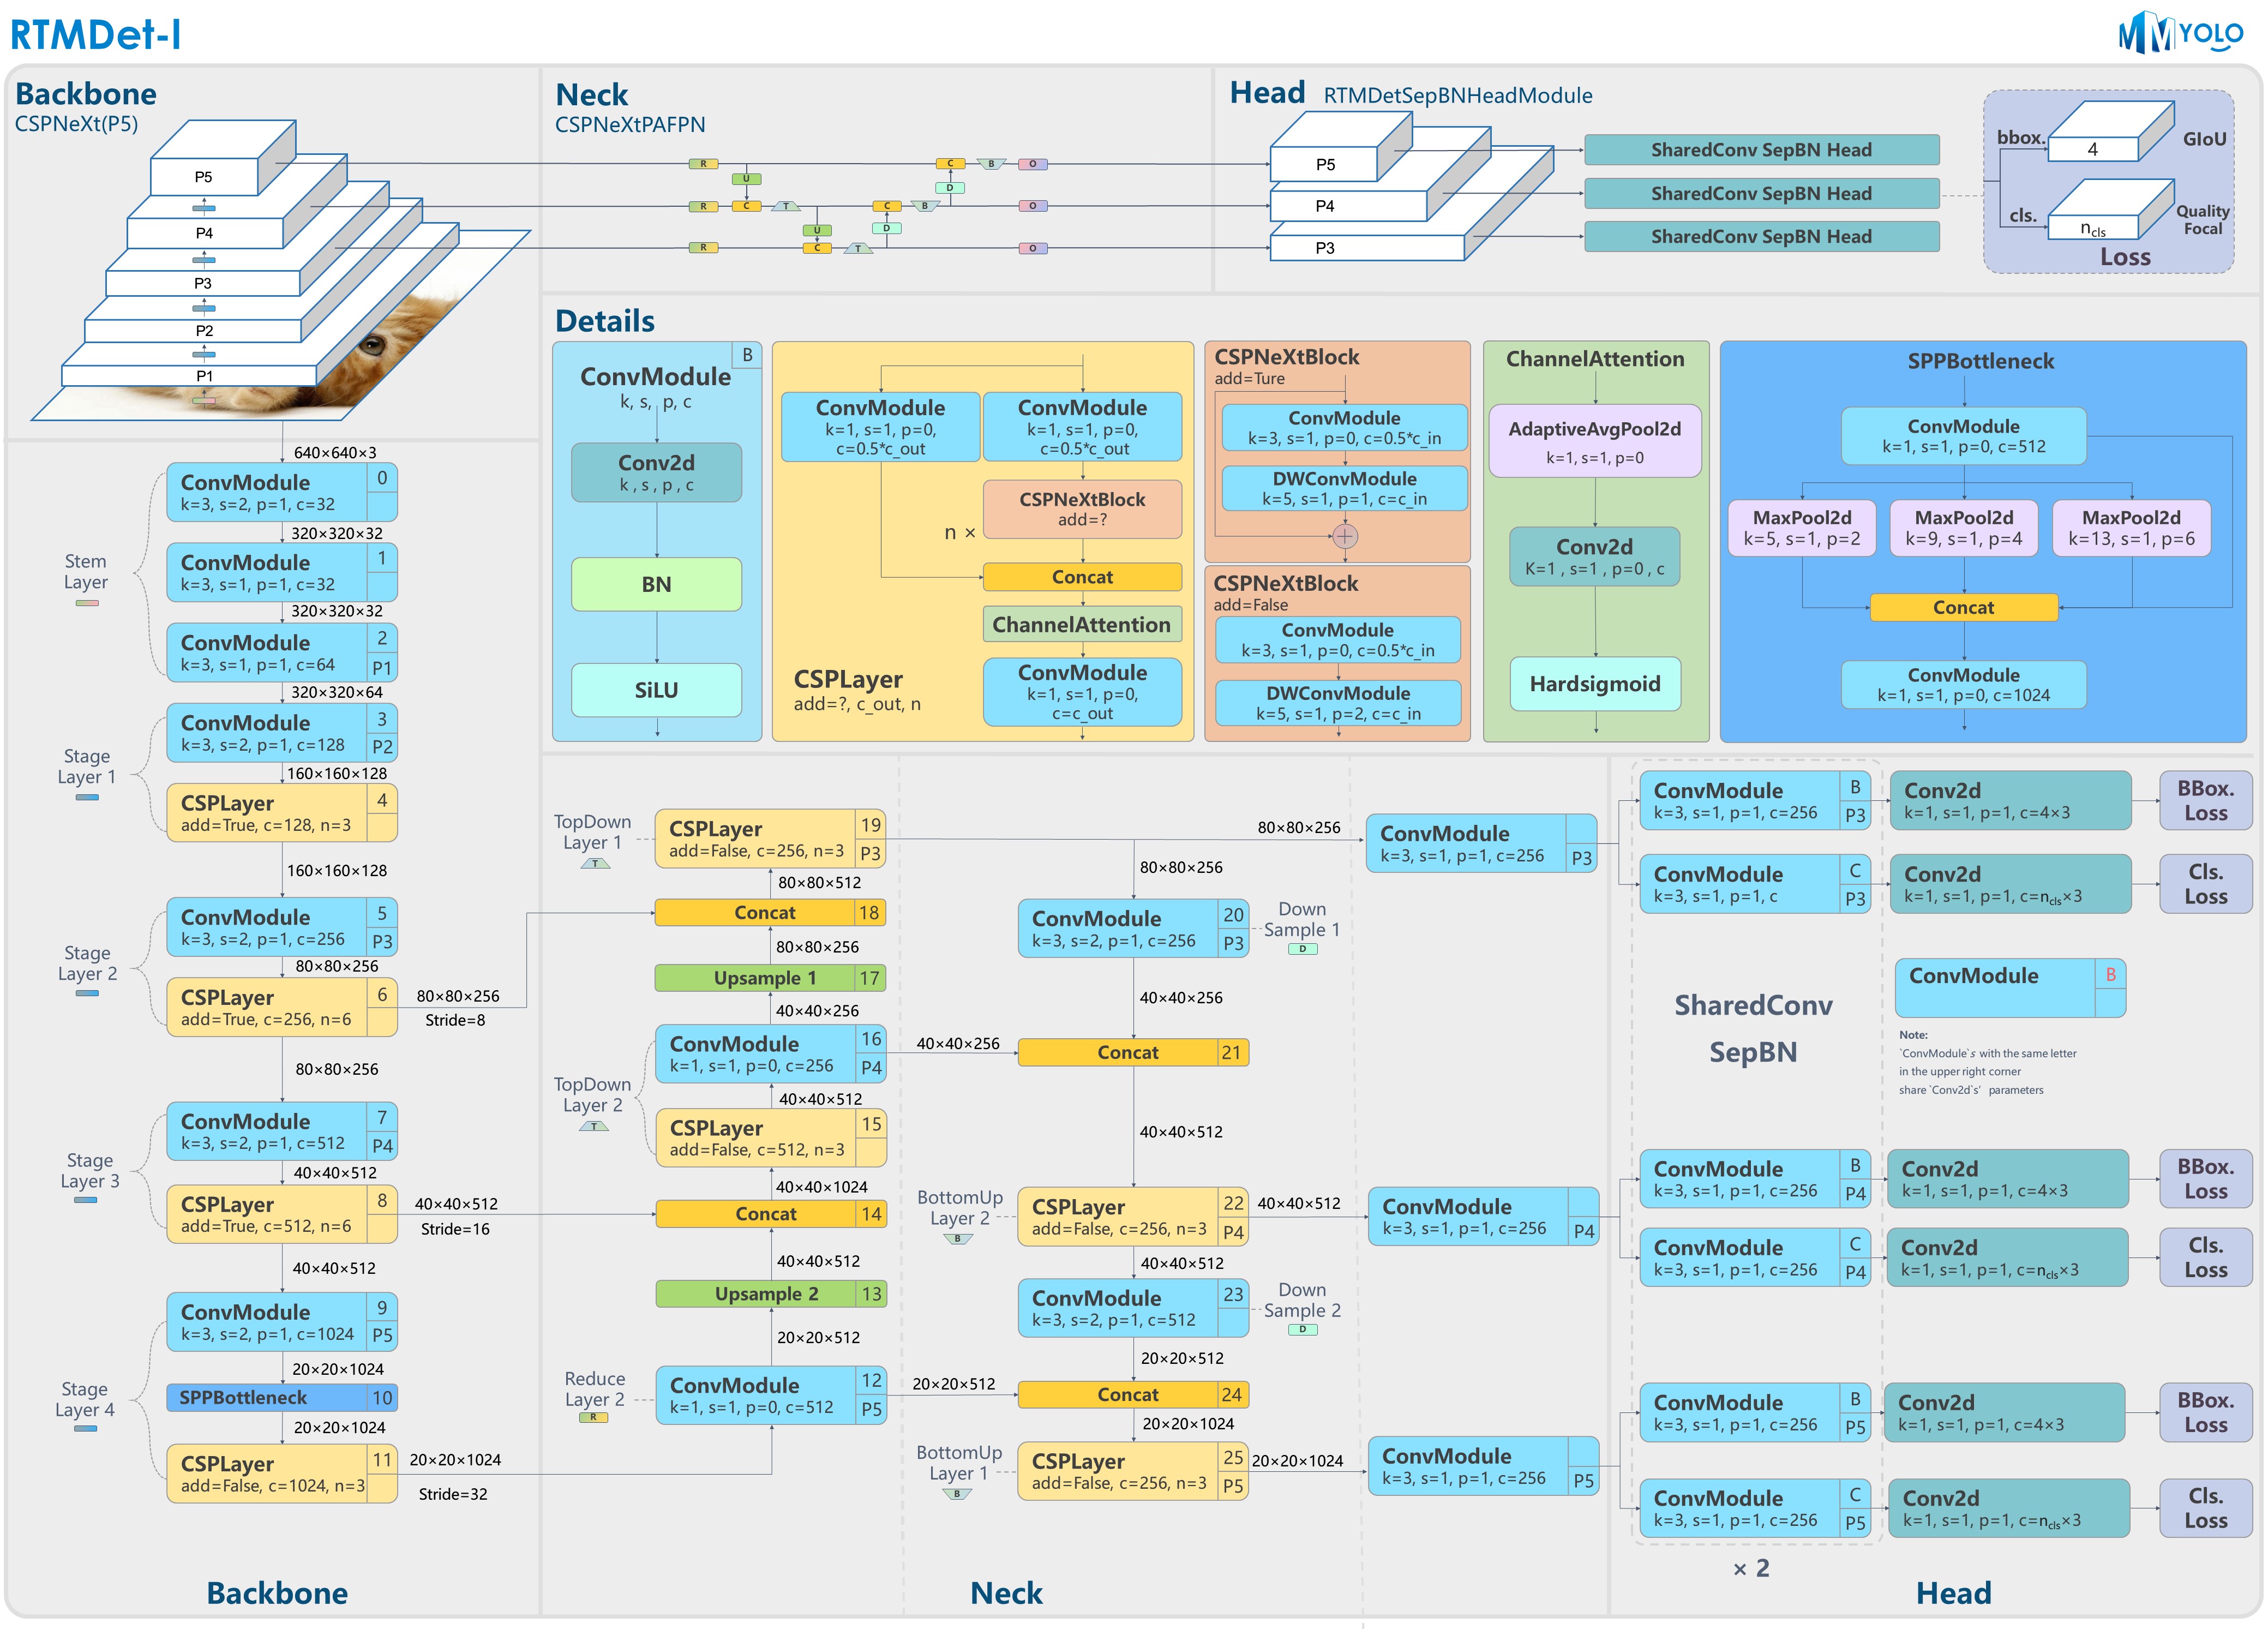 RTMDet-l
MMYOLO
Backbone
CSPNeXt(P5)
P5
P4
P3
P2
P1
Neck
CSPNeXtPAFPN
R
C
B
O
U
D
R
C
T
C
B
O
U
D
R
C
T
O
Head RTMDetSepBNHeadModule
P5
P4
P3
SharedConv SepBN Head
SharedConv SepBN Head
SharedConv SepBN Head
bbox.
4
GIoU
cls.
ncls
Quality
Focal
Loss
Details
B
ConvModule
k, s, p, c
Conv2d
k , s , p , c
BN
SiLU
ConvModule
k=1, s=1, p=0,
c=0.5*c_out
ConvModule
k=1, s=1, p=0,
c=0.5*c_out
CSPNeXtBlock
add=?
n ×
Concat
ChannelAttention
ConvModule
k=1, s=1, p=0,
c=c_out
CSPLayer
add=?, c_out, n
CSPNeXtBlock
add=Ture
ConvModule
k=3, s=1, p=0, c=0.5*c_in
DWConvModule
k=5, s=1, p=1, c=c_in
CSPNeXtBlock
add=False
ConvModule
k=3, s=1, p=0, c=0.5*c_in
DWConvModule
k=5, s=1, p=2, c=c_in
ChannelAttention
AdaptiveAvgPool2d
k=1, s=1, p=0
Conv2d
K=1 , s=1 , p=0 , c
Hardsigmoid
SPPBottleneck
ConvModule
k=1, s=1, p=0, c=512
MaxPool2d
k=5, s=1, p=2
MaxPool2d
k=9, s=1, p=4
MaxPool2d
k=13, s=1, p=6
Concat
ConvModule
k=1, s=1, p=0, c=1024
640×640×3
ConvModule 0
k=3, s=2, p=1, c=32
320×320×32
Stem
Layer
ConvModule 1
k=3, s=1, p=1, c=32
320×320×32
ConvModule 2
k=3, s=1, p=1, c=64 P1
320×320×64
Stage
Layer 1
ConvModule 3
k=3, s=2, p=1, c=128 P2
160×160×128
CSPLayer 4
add=True, c=128, n=3
160×160×128
Stage
Layer 2
ConvModule 5
k=3, s=2, p=1, c=256 P3
80×80×256
CSPLayer 6
add=True, c=256, n=6
80×80×256
Stride=8
80×80×256
Stage
Layer 3
ConvModule 7
k=3, s=2, p=1, c=512 P4
40×40×512
CSPLayer 8
add=True, c=512, n=6
40×40×512
Stride=16
40×40×512
Stage
Layer 4
ConvModule 9
k=3, s=2, p=1, c=1024 P5
20×20×1024
SPPBottleneck 10
20×20×1024
CSPLayer 11
add=False, c=1024, n=3
20×20×1024
Stride=32
Backbone
TopDown
Layer 1
T
CSPLayer 19
add=False, c=256, n=3 P3
80×80×512
Concat 18
80×80×256
Upsample 1 17
40×40×256
TopDown
Layer 2
T
ConvModule 16
k=1, s=1, p=0, c=256 P4
40×40×512
CSPLayer 15
add=False, c=512, n=3
40×40×1024
Concat 14
40×40×512
Upsample 2 13
20×20×512
Reduce
Layer 2
R
ConvModule 12
k=1, s=1, p=0, c=512 P5
80×80×256
80×80×256
ConvModule 20
k=3, s=2, p=1, c=256 P3
Down
Sample 1
D
40×40×256
40×40×256
Concat 21
40×40×512
BottomUp
Layer 2
B
CSPLayer 22
add=False, c=256, n=3 P4
40×40×512
40×40×512
ConvModule 23
k=3, s=2, p=1, c=512
Down
Sample 2
D
20×20×512
20×20×512
Concat 24
20×20×1024
BottomUp
Layer 1
B
CSPLayer 25
add=False, c=256, n=3 P5
20×20×1024
ConvModule
k=3, s=1, p=1, c=256 P3
ConvModule
k=3, s=1, p=1, c=256 P4
ConvModule
k=3, s=1, p=1, c=256 P5
Neck
ConvModule B
k=3, s=1, p=1, c=256 P3
Conv2d
k=1, s=1, p=1, c=4×3
BBox.
Loss
ConvModule C
k=3, s=1, p=1, c P3
Conv2d
k=1, s=1, p=1, c=ncls×3
Cls.
Loss
SharedConv
SepBN
ConvModule B
Note:
`ConvModule`s with the same letter
in the upper right corner
share `Conv2d`s' parameters
ConvModule B
k=3, s=1, p=1, c=256 P4
Conv2d
k=1, s=1, p=1, c=4×3
BBox.
Loss
ConvModule C
k=3, s=1, p=1, c=256 P4
Conv2d
k=1, s=1, p=1, c=ncls×3
Cls.
Loss
ConvModule B
k=3, s=1, p=1, c=256 P5
Conv2d
k=1, s=1, p=1, c=4×3
BBox.
Loss
ConvModule C
k=3, s=1, p=1, c=256 P5
Conv2d
k=1, s=1, p=1, c=ncls×3
Cls.
Loss
× 2
Head